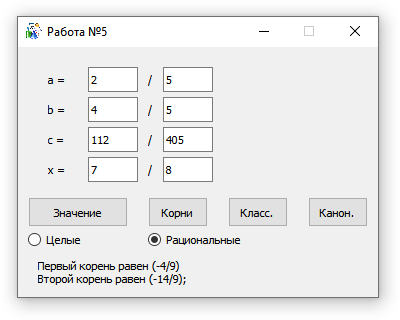 Работа №5
a = 2 / 5
b = 4 / 5
c = 112 / 405
x = 7 / 8
Значение Корни Класс. Канон.
Целые Рациональные
Первый корень равен (-4/9)
Второй корень равен (-14/9);